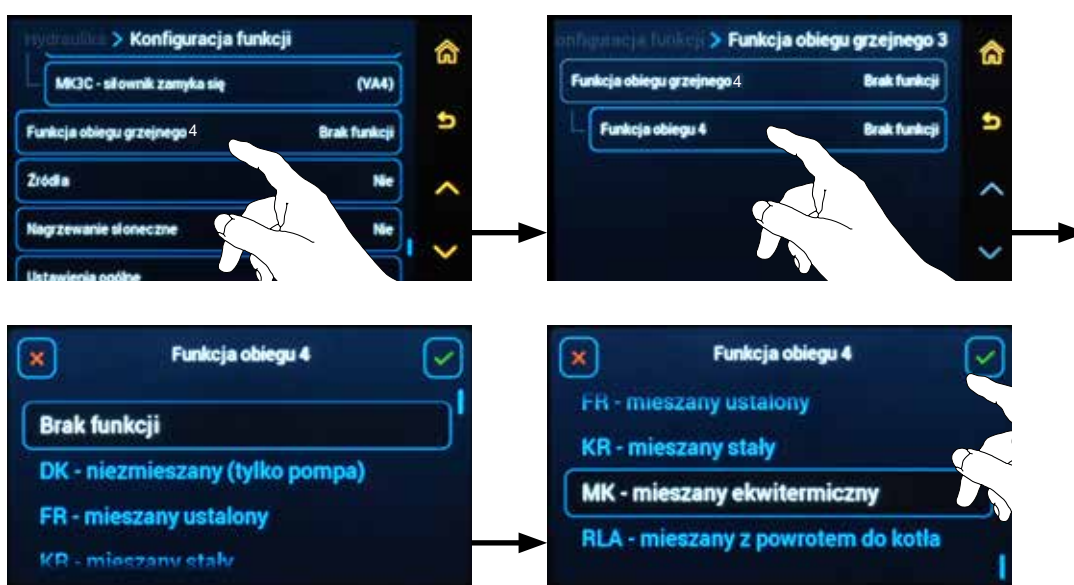 Hydraulika > Konfiguracja funkcji
MK3C - siłownik zamyka się (VA4)
Funkcja obiegu grzejnego 4 Brak funkcji
Źródła Nie
Nagrzewanie słoneczne Nie
Ustawienia ogólne
onfiguracja funkcji > Funkcja obiegu grzejnego 3
Funkcja obiegu grzejnego 4 Brak funkcji
Funkcja obiegu 4 Brak funkcji
Funkcja obiegu 4
Brak funkcji
DK - niezmieszany (tylko pompa)
FR - mieszany ustalony
KR - mieszany stały
Funkcja obiegu 4
FR - mieszany ustalony
KR - mieszany stały
MK - mieszany ekwitermiczny
RLA - mieszany z powrotem do kotła